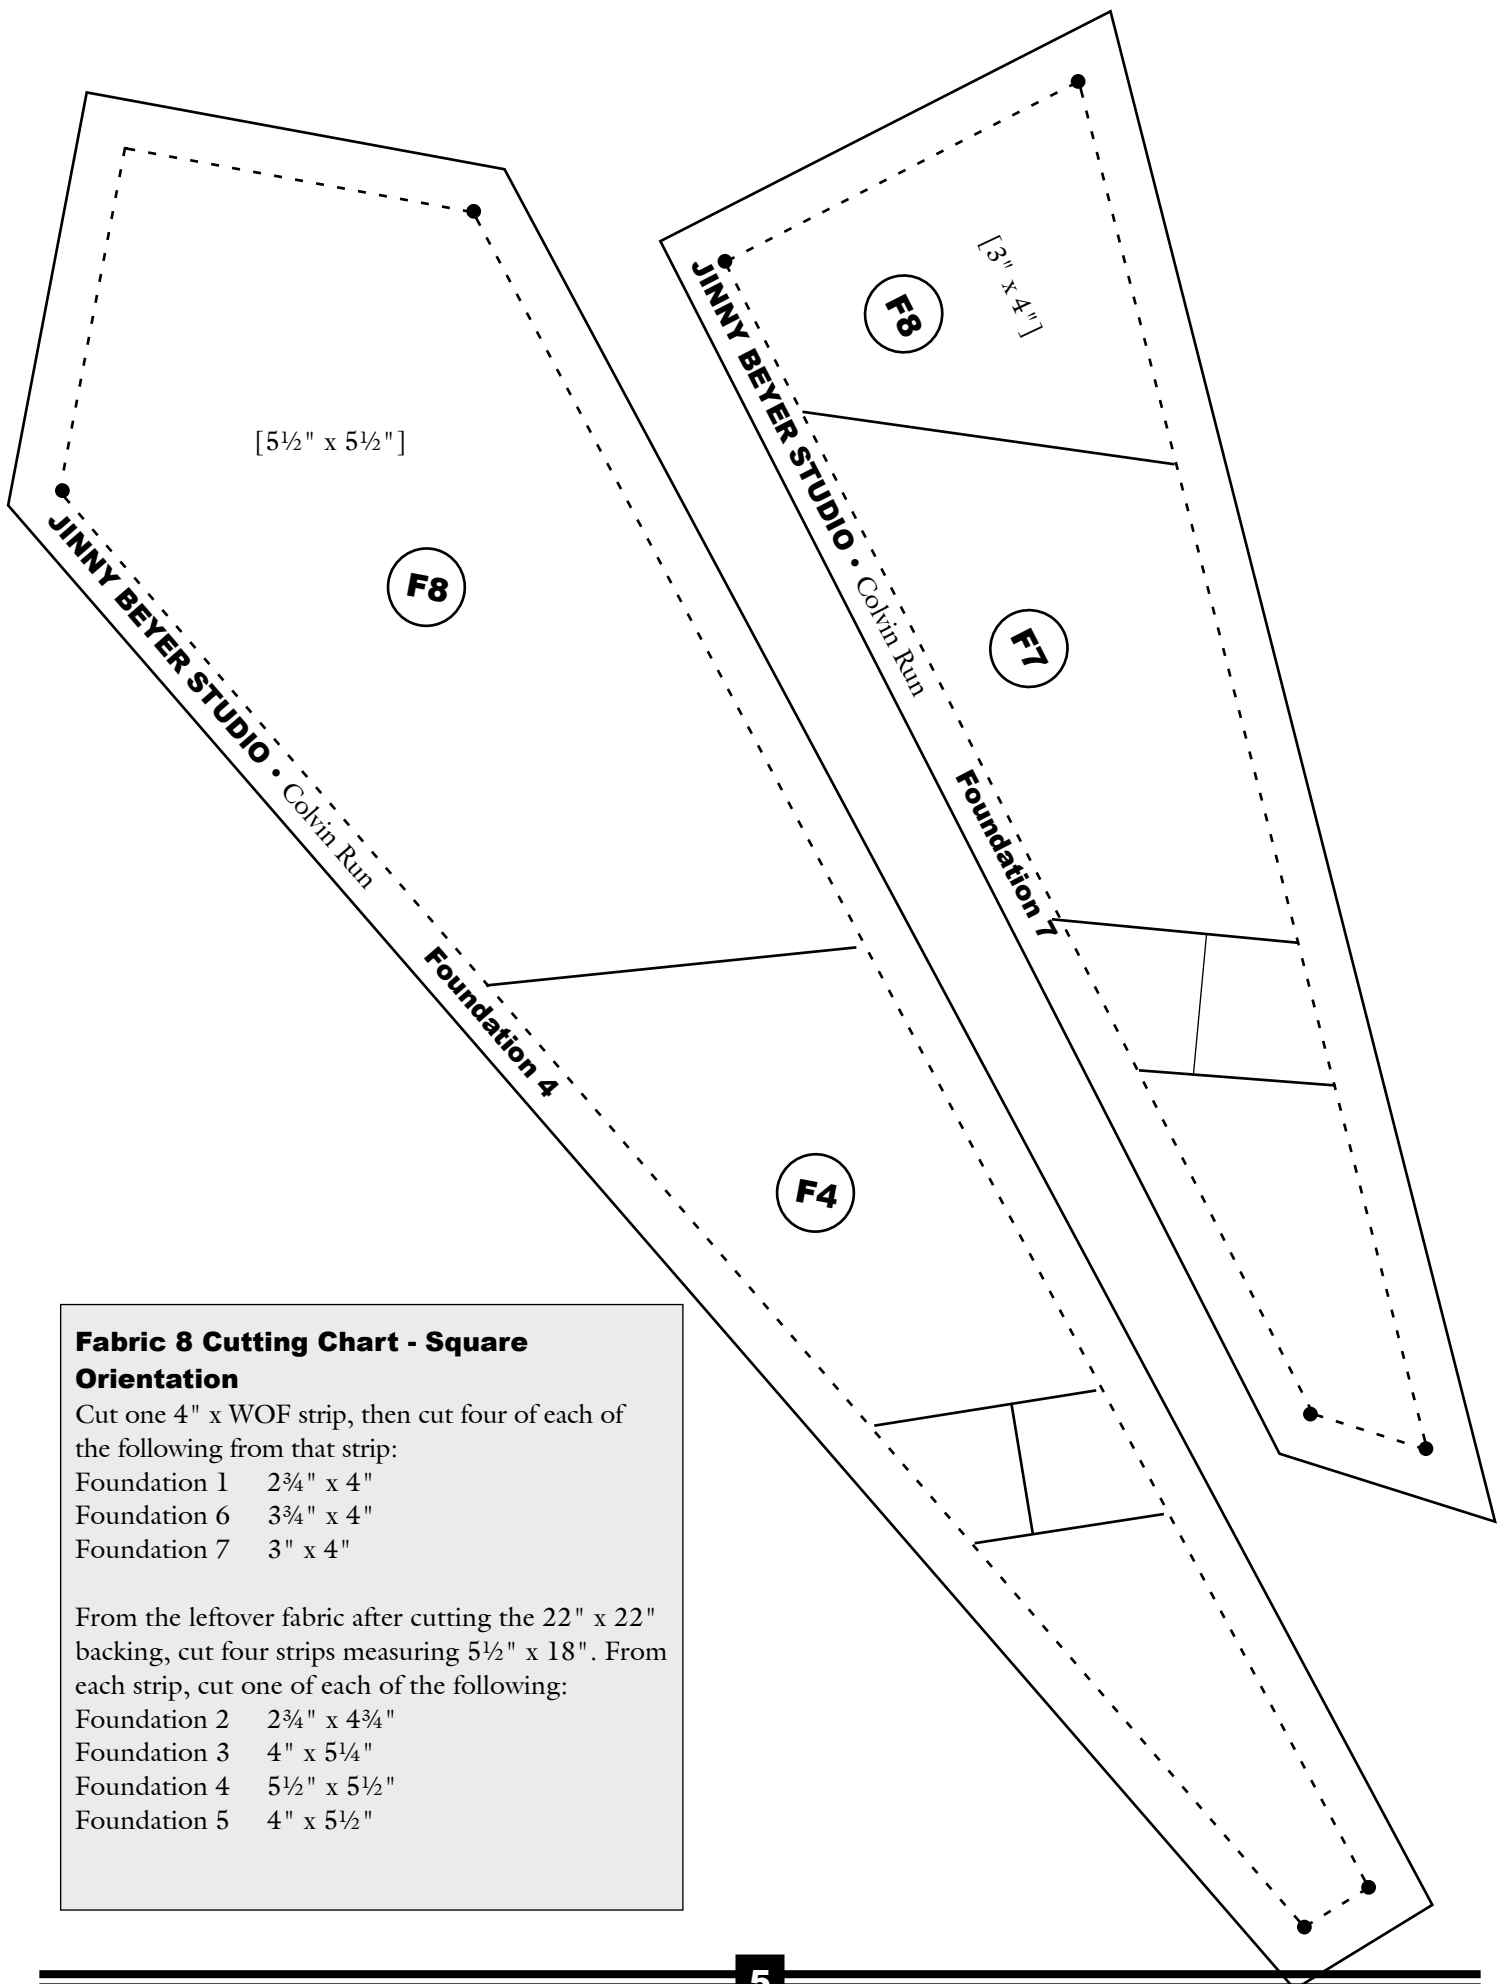 [5½" x 5½"]
F8
JINNY BEYER STUDIO • Colvin Run
Foundation 4
F4
[3" x 4"]
F8
JINNY BEYER STUDIO • Colvin Run
F7
Foundation 7
Fabric 8 Cutting Chart - Square
Orientation
Cut one 4" x WOF strip, then cut four of each of
the following from that strip:
Foundation 1 2¾" x 4"
Foundation 6 3¾" x 4"
Foundation 7 3" x 4"
From the leftover fabric after cutting the 22" x 22"
backing, cut four strips measuring 5½" x 18". From
each strip, cut one of each of the following:
Foundation 2 2¾" x 4¾"
Foundation 3 4" x 5¼"
Foundation 4 5½" x 5½"
Foundation 5 4" x 5½"
5